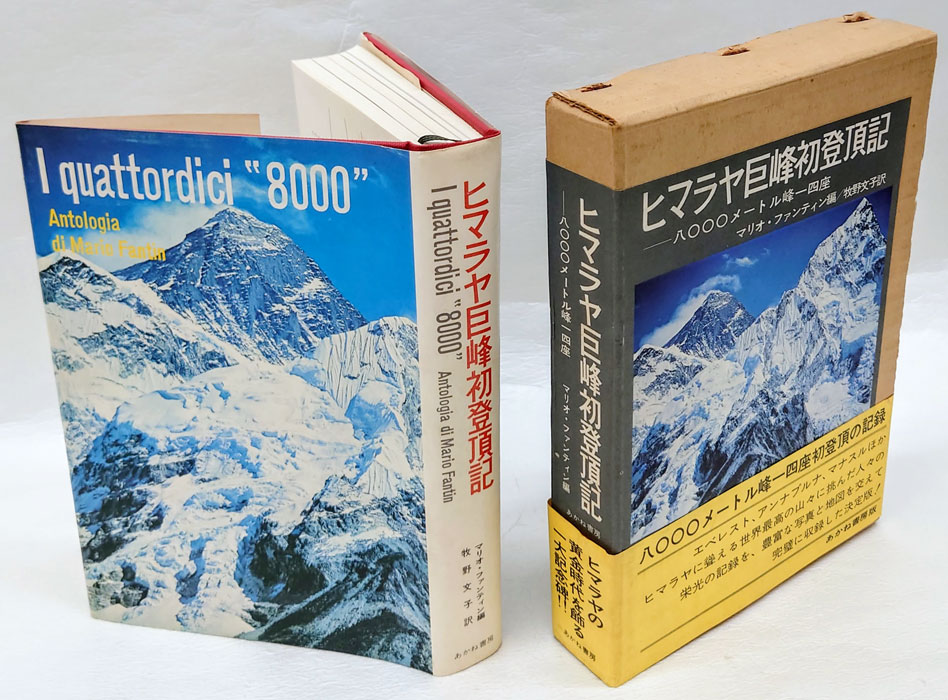 I quattordici "8000"
Antologia
di Mario Fantin
ヒマラヤ巨峰初登頂記
I quattordici "8000"
Antologia di Mario Fantin
マリオ・ファンティン編
牧野文子訳
あかね書房
ヒマラヤ巨峰初登頂記
──八〇〇〇メートル峰一四座
マリオ・ファンティン編
あかね書房
ヒマラヤの
黄金時代を飾る
大記念碑!!
あかね書房
ヒマラヤ巨峰初登頂記
──八〇〇〇メートル峰一四座
マリオ・ファンティン編/牧野文子訳
八〇〇〇メートル峰一四座初登頂の記録
エベレスト、アンナプルナ、マナスルほか
ヒマラヤに聳える世界最高の山々に挑んだ人々の
栄光の記録を、豊富な写真と地図を交えて
完璧に収録した決定版!
あかね書房版